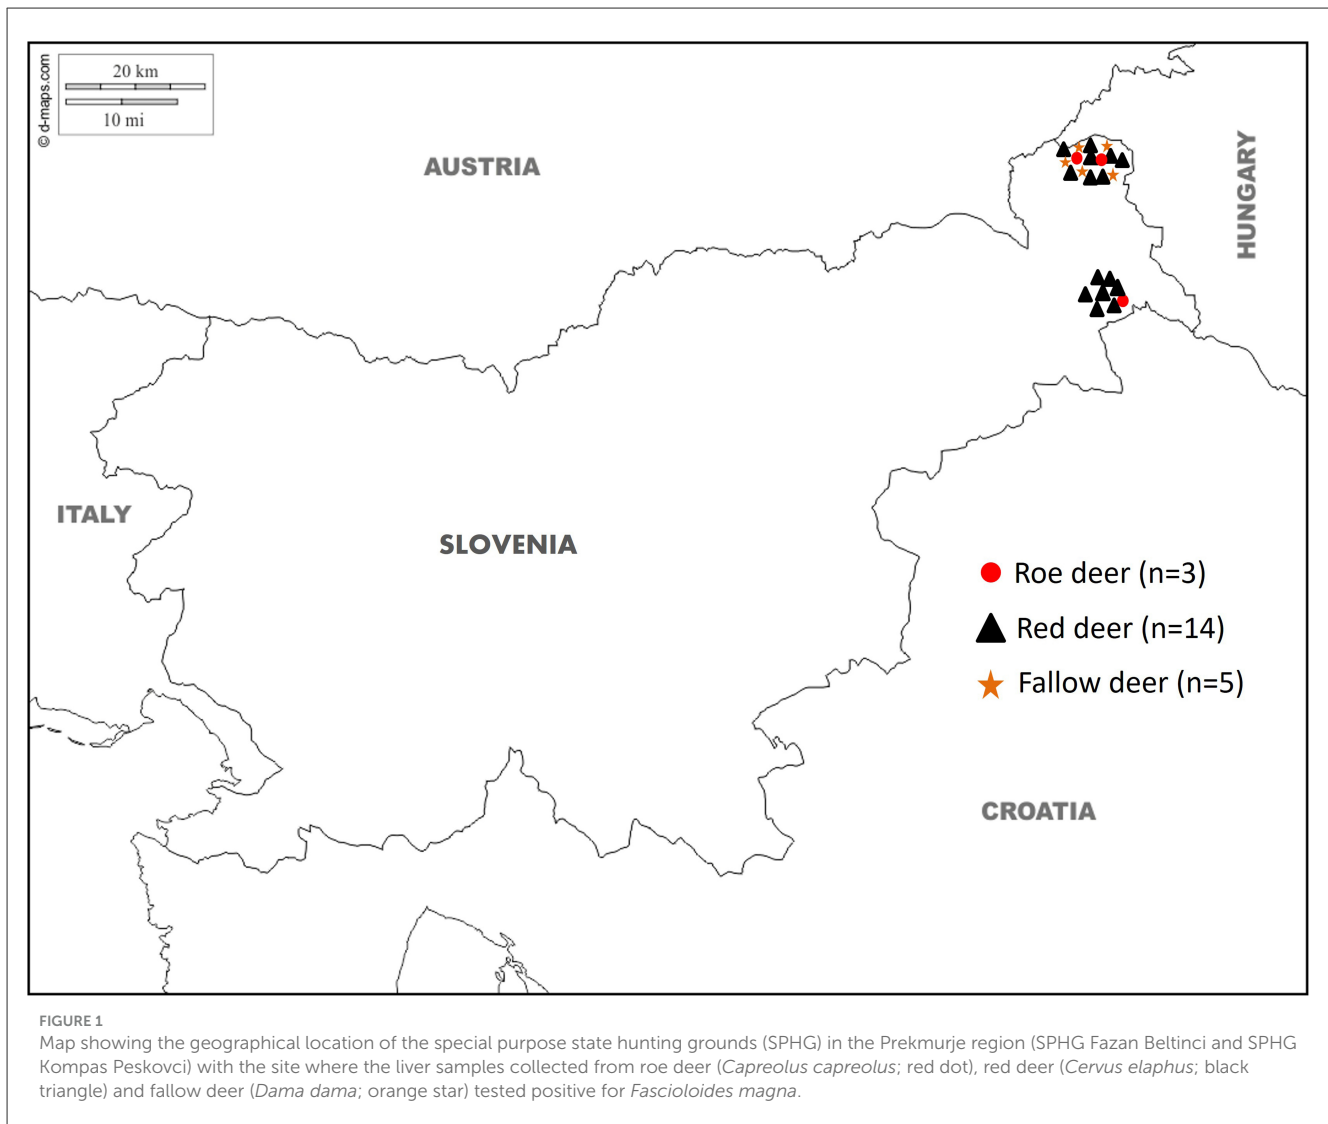 © d-maps.com
20 km
10 mi
AUSTRIA
HUNGARY
ITALY
SLOVENIA
Roe deer (n=3)
Red deer (n=14)
Fallow deer (n=5)
CROATIA
FIGURE 1
Map showing the geographical location of the special purpose state hunting grounds (SPHG) in the Prekmurje region (SPHG Fazan Beltinci and SPHG
Kompas Peskovci) with the site where the liver samples collected from roe deer (Capreolus capreolus; red dot), red deer (Cervus elaphus; black
triangle) and fallow deer (Dama dama; orange star) tested positive for Fascioloides magna.